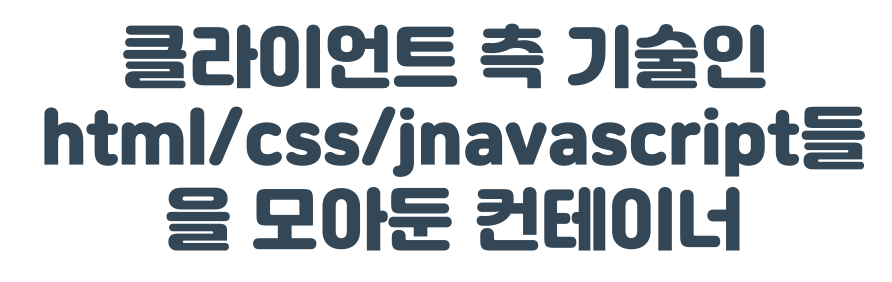 클라이언트 측 기술인
html/css/jnavascript들
을 모아둔 컨테이너